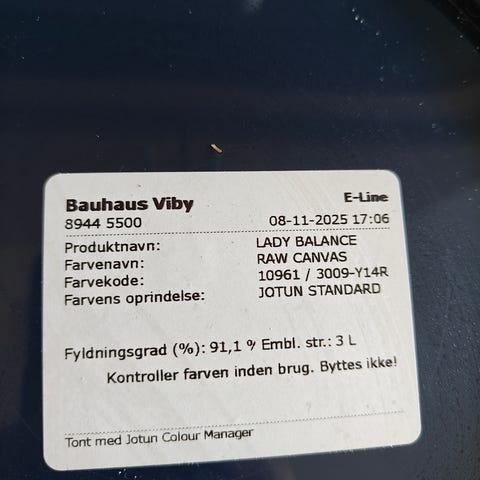 Bauhaus Viby E-Line
8944 5500 08-11-2025 17:06
Produktnavn: LADY BALANCE
Farvenavn: RAW CANVAS
Farvekode: 10961 / 3009-Y14R
Farvens oprindelse: JOTUN STANDARD
Fyldningsgrad (%): 91,1 % Embl. str.: 3 L
Kontroller farven inden brug. Byttes ikke!
Tont med Jotun Colour Manager